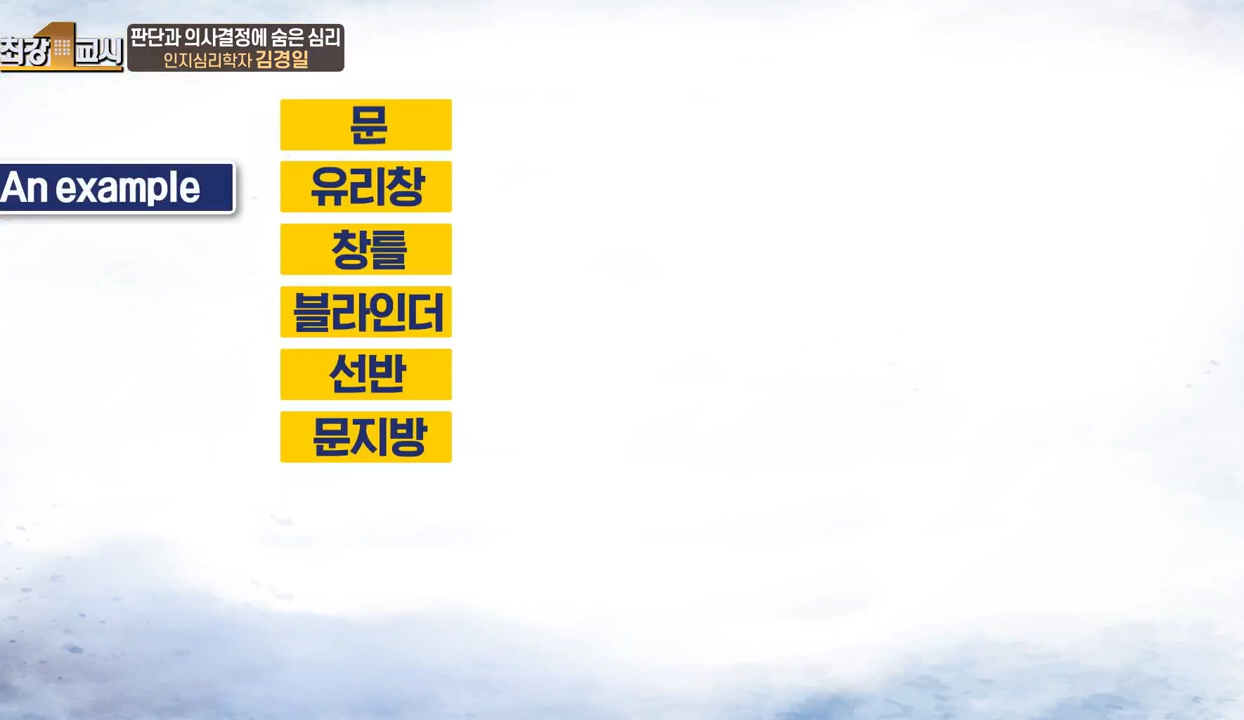 최강1교시
판단과 의사결정에 숨은 심리
인지심리학자 김경일
An example
문
유리창
창틀
블라인더
선반
문지방